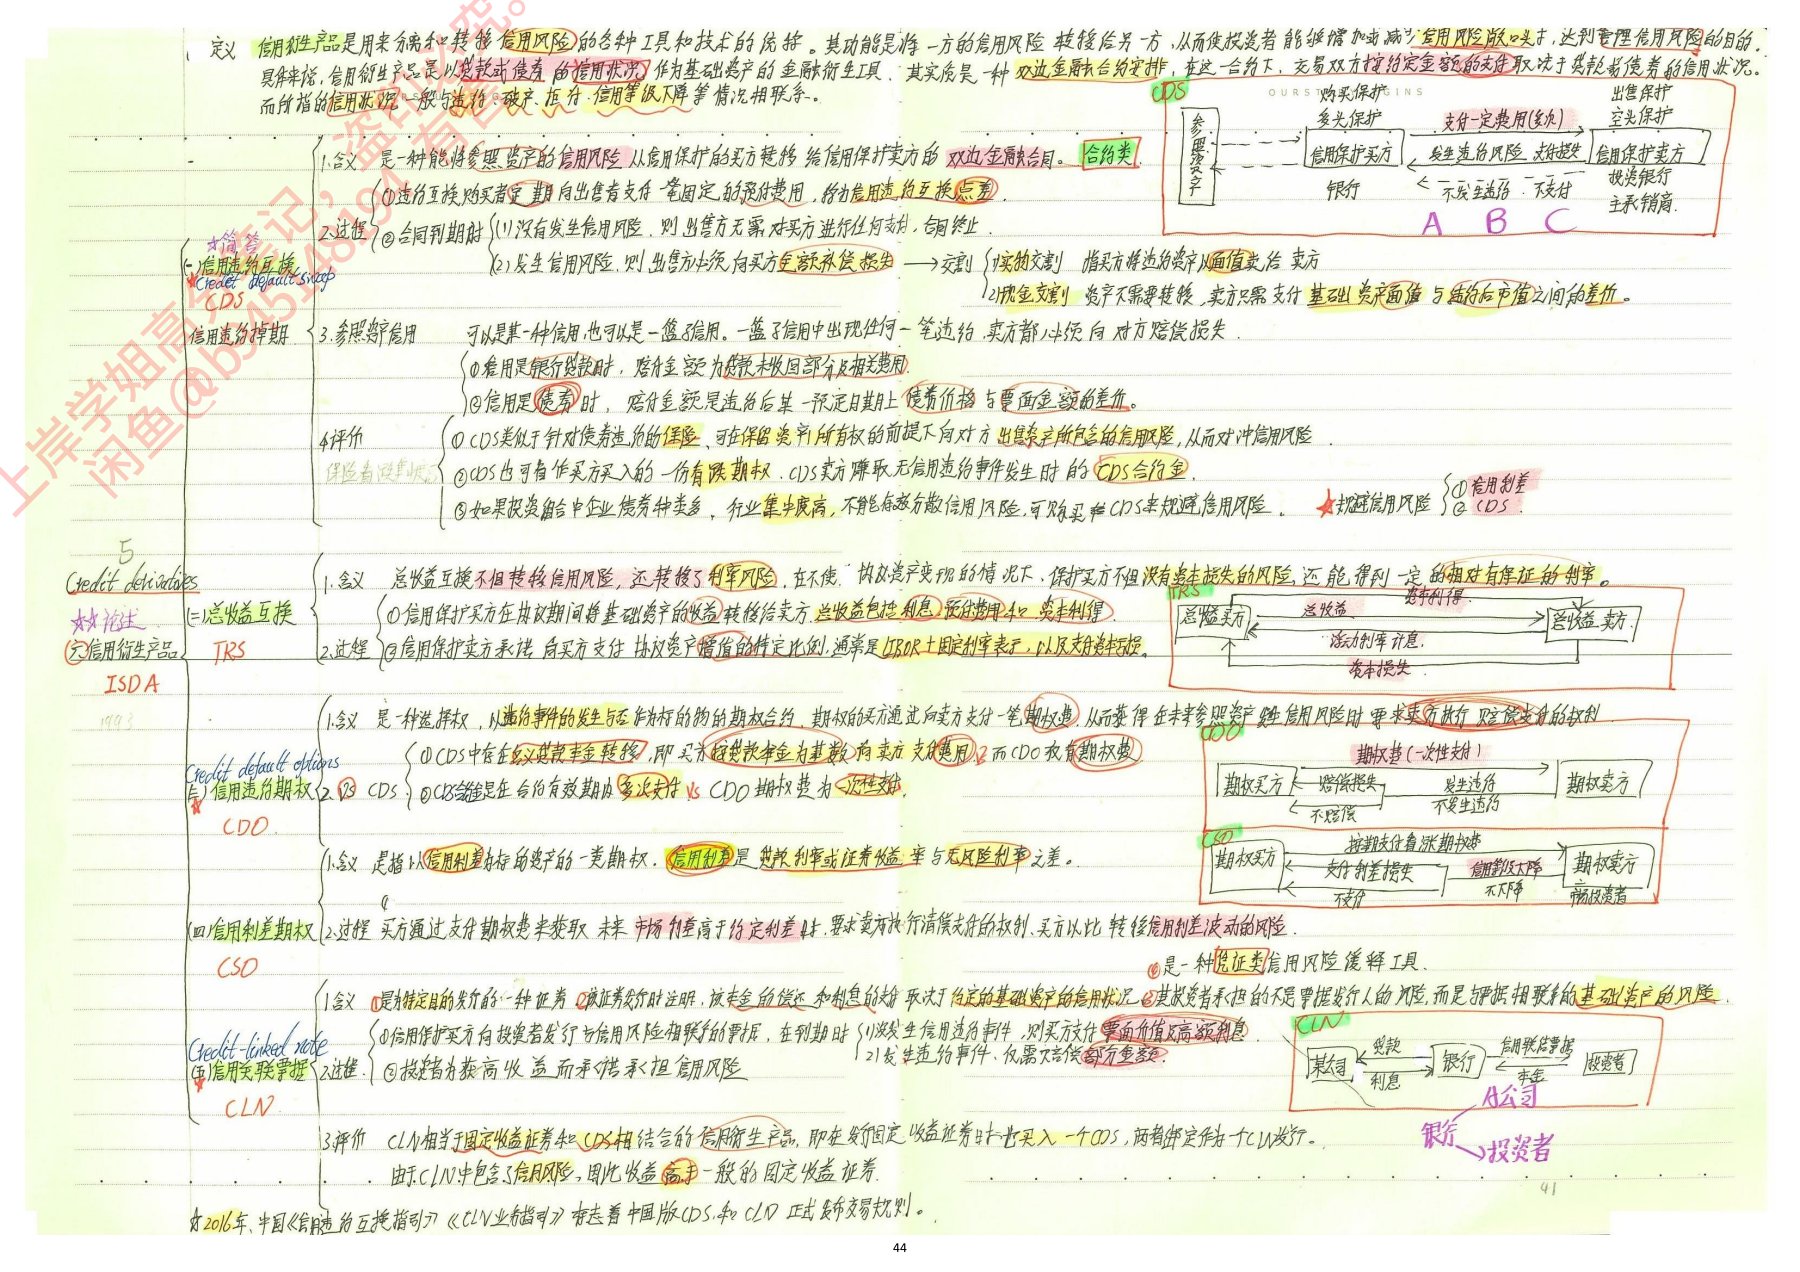 定义 信用衍生产品是用来分离和转移信用风险的各种工具和技术的统称。其功能是将一方的信用风险转移给另一方,从而使投资者能够增加或减少信用风险敞口头寸,达到管理信用风险的目的。
具体来说,信用衍生产品是以贷款或债券的信用状况作为基础资产的金融衍生工具,其实质是一种双边金融合约安排,在这一合约下,交易双方按约定金额的支付取决于贷款或债券的信用状况。
而所指的信用状况一般与违约、破产、拒付、信用等级下降等情况相联系。
5
Credit derivatives
☆☆论述
(六)信用衍生产品
ISDA
1993
☆简答
(一)信用违约互换
★Credit default swap
CDS
信用违约掉期
1.含义 是一种能将参照资产的信用风险从信用保护的买方转移给信用保护卖方的双边金融合同。 合约类
2.过程
①违约互换购买者定期向出售者支付一笔固定的预付费用,称为信用违约互换点差.
②合同到期时
(1)没有发生信用风险,则出售方无需对买方进行任何支付,合同终止.
(2)发生信用风险,则出售方必须向买方全额补偿损失 → 交割
1)实物交割 指买方将违约资产以面值卖给卖方
2)现金交割 资产不需要转移,卖方只需支付基础资产面值与违约后市值之间的差价。
3.参照资产信用 可以是某一种信用,也可以是一篮子信用。一篮子信用中出现任何一笔违约,卖方都必须向对方赔偿损失.
①信用是银行贷款时,赔付金额为贷款未收回部分及相关费用
②信用是债券时,赔付金额是违约后某一预定日期上债券价格与票面金额的差价。
4.评价
①CDS类似于针对债券违约的保险,可在保留资产所有权的前提下向对方出售资产所包含的信用风险,从而对冲信用风险.
②CDS也可看作买方买入的一份看跌期权,CDS卖方赚取无信用违约事件发生时的CDS合约金.
③如果投资组合中企业债券种类多,行业集中度高,不能有效分散信用风险,可购买CDS来规避信用风险。
★规避信用风险 ①信用利差
② CDS
CDS
参照资产
购买保护
多头保护
信用保护买方
银行
支付一定费用(多次)
发生违约风险 支付损失
不发生违约 不支付
出售保护
空头保护
信用保护卖方
投资银行
主承销商
A B C
(二)总收益互换
TRS
1.含义 总收益互换不但转移信用风险,还转移了利率风险,在不使协议资产变现的情况下,保护买方不但没有资本损失的风险,还能得到一定的相对有保证的利率。
2.过程
①信用保护买方在协议期间将基础资产的收益转移给卖方,总收益包括利息、预付费用和资本利得.
②信用保护卖方承诺向买方支付协议资产增值的特定比例,通常是LIBOR+固定利率表示,以及支付资本亏损。
TRS
总收益买方
总收益卖方
资本利得
总收益
浮动利率计息
资本损失
Credit default options
(三)信用违约期权
★
CDO
1.含义 是一种选择权,以违约事件的发生与否作为标的物的期权合约,期权的买方通过向卖方支付一笔期权费,从而获得在未来参照资产发生信用风险时要求卖方执行赔偿支付的权利
2.VS CDS
①CDS中存在名义贷款本金转移,即买方按贷款本金为基数向卖方支付费用,而CDO收有期权费
②CDS合约金是在合约有效期内多次支付 VS CDO期权费为一次性支付.
CDO
期权买方
期权费(一次性支付)
赔偿损失 发生违约
不赔偿 不发生违约
期权卖方
(四)信用利差期权
CSO
1.含义 是指以信用利差为标的资产的一类期权,信用利差是贷款利率或证券收益率与无风险利率之差。
2.过程 买方通过支付期权费来获取未来市场利差高于约定利差时,要求卖方执行清偿支付的权利,买方以此转移信用利差波动的风险.
CSO
期权买方
按期支付看涨期权费
支付利差损失 信用等级下降
不支付 不下降
期权卖方
投资者
④是一种凭证类信用风险缓释工具.
Credit-linked note
(五)信用关联票据
★
CLN
1.含义 ①是为特定目的发行的一种证券.②该证券发行时注明,该本金的偿还和利息的支付取决于约定的基础资产的信用状况.③其投资者承担的不是票据发行人的风险,而是与票据相联系的基础资产的风险.
2.过程
①信用保护买方向投资者发行与信用风险相联系的票据,在到期时
1)没发生信用违约事件,则买方支付票面价值及高额利息
2)发生违约事件,仅需偿部分金额.
②投资者为获高收益而承诺承担信用风险
3.评价 CLN相当于固定收益证券和CDS相结合的信用衍生产品,即在发行固定收益证券时也买入一个CDS,两者绑定作为一个CLN发行。
由于CLN中包含了信用风险,因此收益高于一般的固定收益证券.
CLN
某公司
贷款
利息
银行
信用联结票据
本金
投资者
A公司
银行
投资者
☆2016年,中国《信用违约互换指引》《CLN业务指引》标志着中国版CDS和CLN正式发布交易规则。
41
44
上岸学姐高分笔记,盗印必究。
闲鱼@b945148194